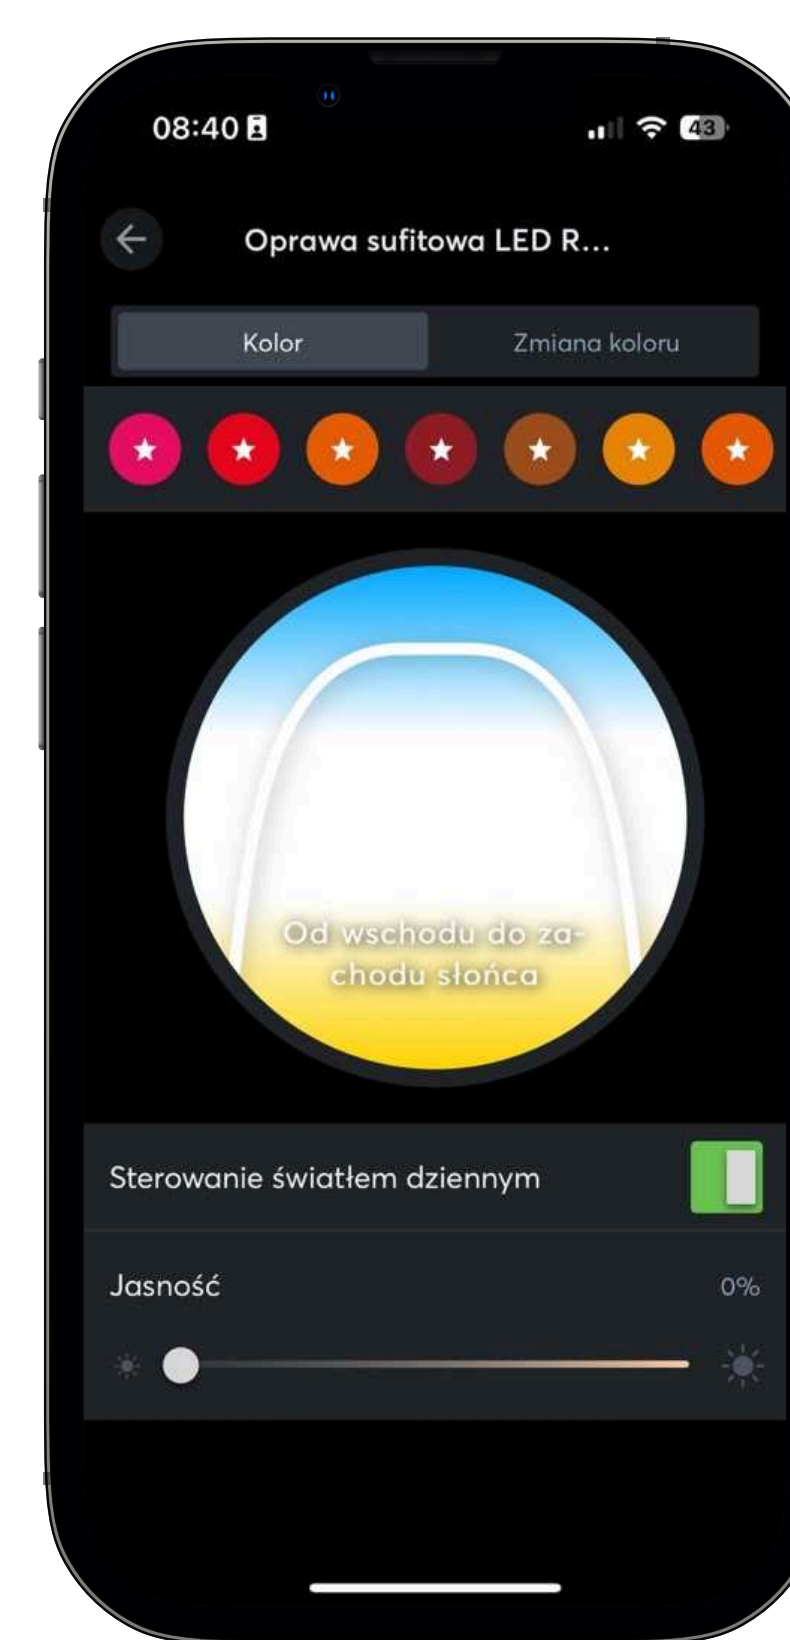 08:40
43
Oprawa sufitowa LED R...
Kolor
Zmiana koloru
Od wschodu do za-
chodu słońca
Sterowanie światłem dziennym
Jasność
0%